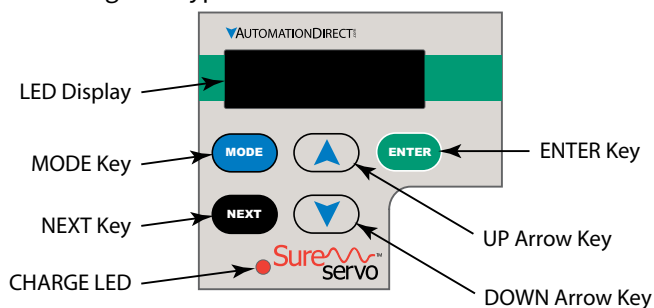 AUTOMATIONDIRECT
LED Display
MODE
ENTER
ENTER Key
MODE Key
NEXT
NEXT Key
UP Arrow Key
Sure
servo
™
CHARGE LED
DOWN Arrow Key